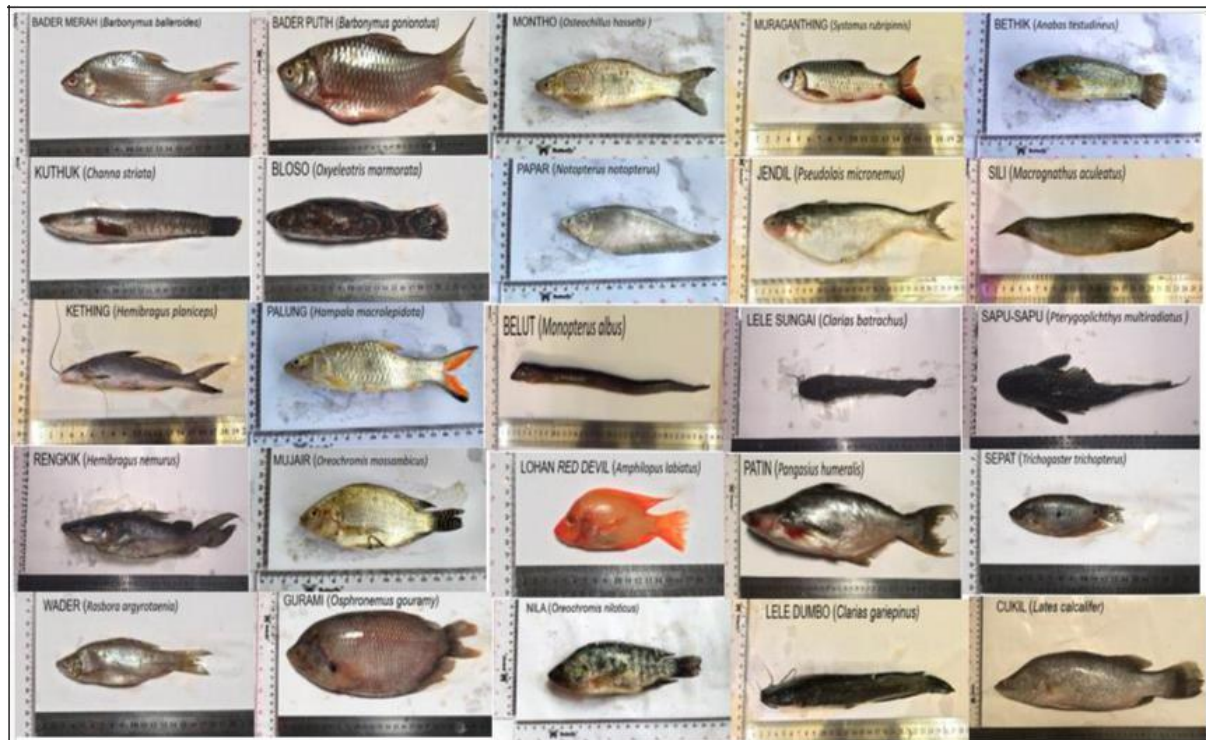 BADER MERAH (Barbonymus balleroides)
BADER PUTIH (Barbonymus gonionotus)
MONTHO (Osteochillus hasseltii)
MURAGANTHING (Systomus rubripinnis)
BETHIK (Anabas testudineus)
KUTHUK (Channa striata)
BLOSO (Oxyeleotris marmorata)
PAPAR (Notopterus notopterus)
JENDIL (Pseudolais micronemus)
SILI (Macrognathus aculeatus)
KETHING (Hemibragus planiceps)
PALUNG (Hampala macrolepidota)
BELUT (Monopterus albus)
LELE SUNGAI (Clarias batrachus)
SAPU-SAPU (Pterygoplichthys multiradiatus )
RENGKIK (Hemibragus nemurus)
MUJAIR (Oreochromis mossambicus)
LOHAN RED DEVIL (Amphilopus labiatus)
PATIN (Pangasius humeralis)
SEPAT (Trichogaster trichopterus)
WADER (Rasbora argyrotaenia)
GURAMI (Osphronemus gouramy)
NILA (Oreochromis niloticus)
LELE DUMBO (Clarias gariepinus)
CUKIL (Lates calcalifer)